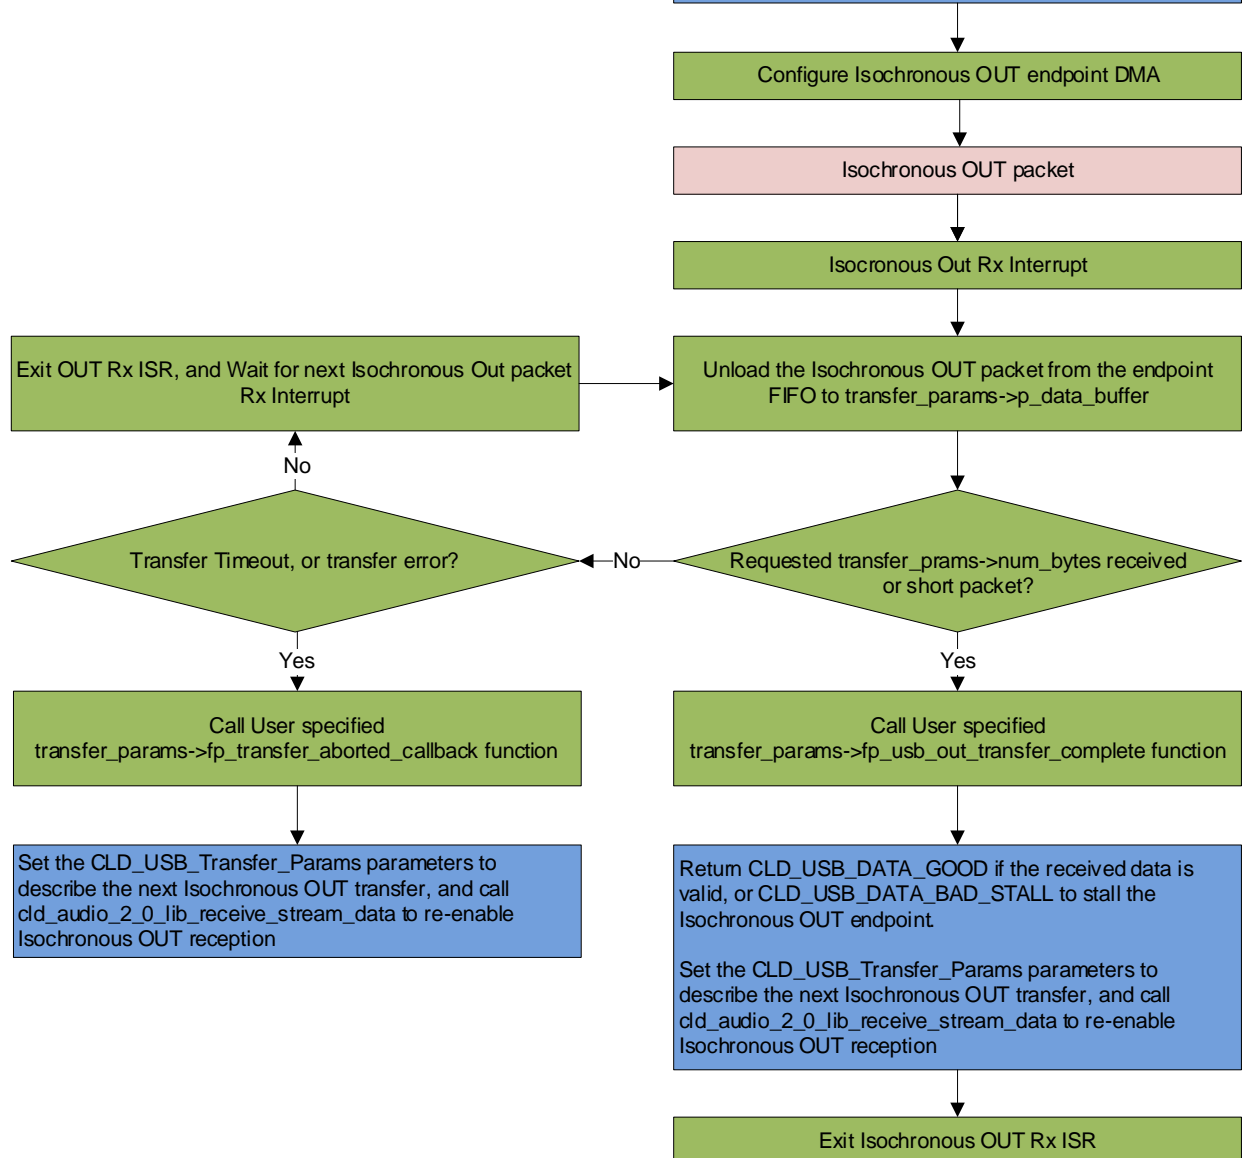 Configure Isochronous OUT endpoint DMA
Isochronous OUT packet
Isocronous Out Rx Interrupt
Exit OUT Rx ISR, and Wait for next Isochronous Out packet
Rx Interrupt
Unload the Isochronous OUT packet from the endpoint
FIFO to transfer_params->p_data_buffer
No
Transfer Timeout, or transfer error?
No
Requested transfer_prams->num_bytes received
or short packet?
Yes
Yes
Call User specified
transfer_params->fp_transfer_aborted_callback function
Call User specified
transfer_params->fp_usb_out_transfer_complete function
Set the CLD_USB_Transfer_Params parameters to
describe the next Isochronous OUT transfer, and call
cld_audio_2_0_lib_receive_stream_data to re-enable
Isochronous OUT reception
Return CLD_USB_DATA_GOOD if the received data is
valid, or CLD_USB_DATA_BAD_STALL to stall the
Isochronous OUT endpoint.
Set the CLD_USB_Transfer_Params parameters to
describe the next Isochronous OUT transfer, and call
cld_audio_2_0_lib_receive_stream_data to re-enable
Isochronous OUT reception
Exit Isochronous OUT Rx ISR